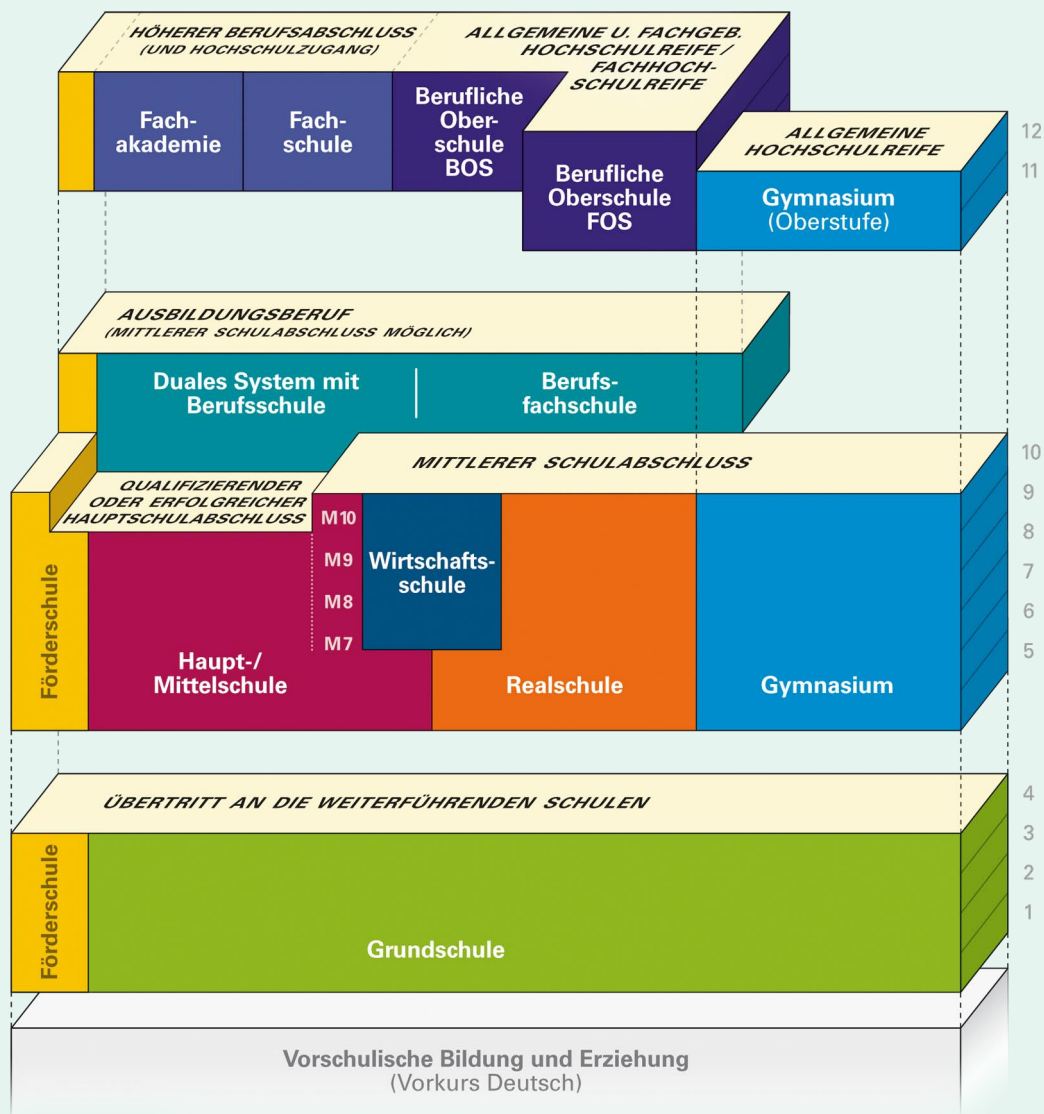 HÖHERER BERUFSABSCHLUSS
(UND HOCHSCHULZUGANG)
ALLGEMEINE U. FACHGEB.
HOCHSCHULREIFE /
FACHHOCH-
SCHULREIFE
Fach-
akademie
Fach-
schule
Berufliche
Ober-
schule
BOS
Berufliche
Oberschule
FOS
ALLGEMEINE
HOCHSCHULREIFE
Gymnasium
(Oberstufe)
12
11
AUSBILDUNGSBERUF
(MITTLERER SCHULABSCHLUSS MÖGLICH)
Duales System mit
Berufsschule
Berufs-
fachschule
MITTLERER SCHULABSCHLUSS
QUALIFIZIERENDER
ODER ERFOLGREICHER
HAUPTSCHULABSCHLUSS
Förderschule
M10
M9
M8
M7
Haupt-/
Mittelschule
Wirtschafts-
schule
Realschule
Gymnasium
10
9
8
7
6
5
ÜBERTRITT AN DIE WEITERFÜHRENDEN SCHULEN
Förderschule
Grundschule
4
3
2
1
Vorschulische Bildung und Erziehung
(Vorkurs Deutsch)